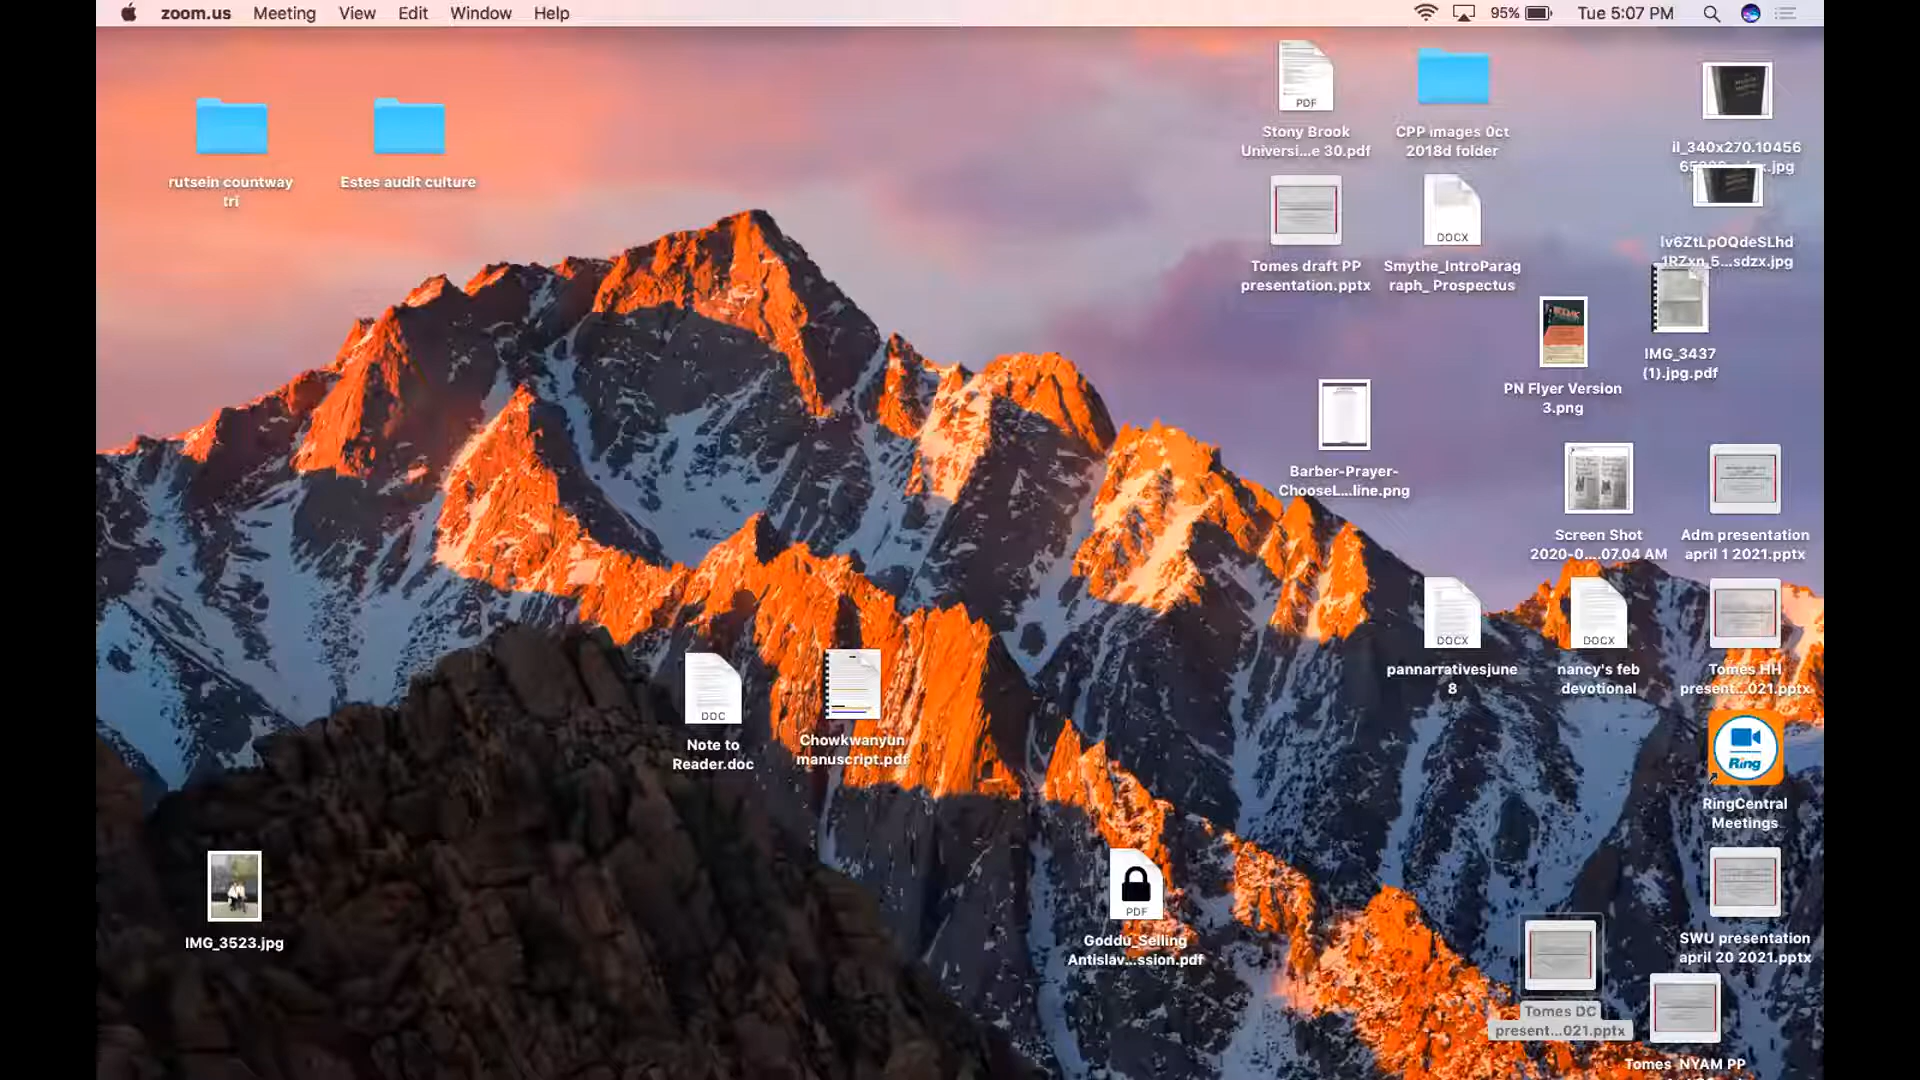 zoom.us Meeting View Edit Window Help
95% Tue 5:07 PM
rutsein countway
tri
Estes audit culture
PDF
Stony Brook
Universi...e 30.pdf
CPP images 0ct
2018d folder
il_340x270.10456
.jpg
Tomes draft PP
presentation.pptx
DOCX
Smythe_IntroParag
raph_ Prospectus
Iv6ZtLpOQdeSLhd
1RZxn_5...sdzx.jpg
IMG_3437
(1).jpg.pdf
PN Flyer Version
3.png
Barber-Prayer-
ChooseL...line.png
Screen Shot
2020-0....07.04 AM
Adm presentation
april 1 2021.pptx
DOCX
pannarrativesjune
8
DOCX
nancy's feb
devotional
Tomes HH
present...021.pptx
DOC
Note to
Reader.doc
Chowkwanyun
manuscript.pdf
Ring
RingCentral
Meetings
IMG_3523.jpg
PDF
Goddu_Selling
Antislav...ssion.pdf
SWU presentation
april 20 2021.pptx
Tomes DC
present...021.pptx
Tomes NYAM PP